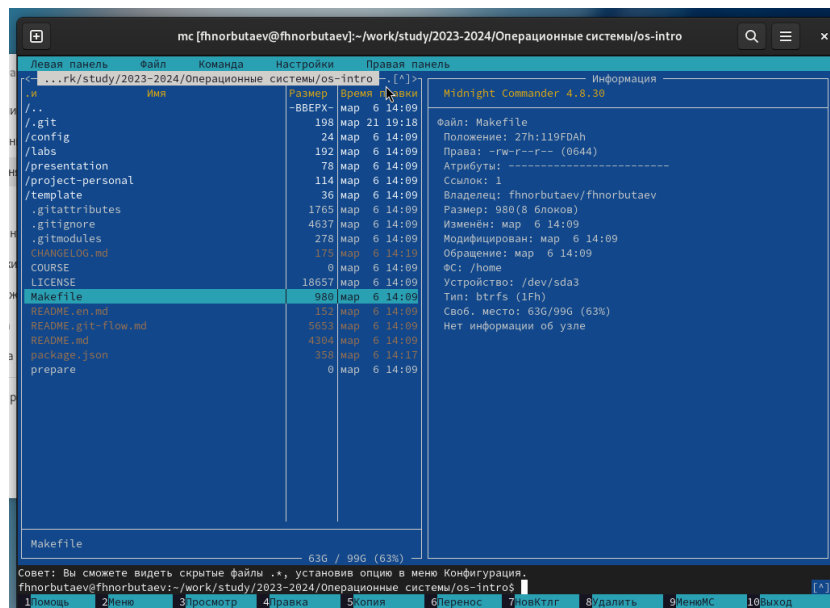 mc [fhnorbutaev@fhnorbutaev]:~/work/study/2023-2024/Операционные системы/os-intro
Левая панель Файл Команда Настройки Правая панель
<— ...rk/study/2023-2024/Операционные системы/os-intro —.[^]>
.и Имя Размер Время правки
/.. -ВВЕРХ- мар 6 14:09
/.git 198 мар 21 19:18
/config 24 мар 6 14:09
/labs 192 мар 6 14:09
/presentation 78 мар 6 14:09
/project-personal 114 мар 6 14:09
/template 36 мар 6 14:09
.gitattributes 1765 мар 6 14:09
.gitignore 4637 мар 6 14:09
.gitmodules 278 мар 6 14:09
CHANGELOG.md 175 мар 6 14:19
COURSE 0 мар 6 14:09
LICENSE 18657 мар 6 14:09
Makefile 980 мар 6 14:09
README.en.md 152 мар 6 14:09
README.git-flow.md 5653 мар 6 14:09
README.md 4304 мар 6 14:09
package.json 358 мар 6 14:17
prepare 0 мар 6 14:09
Makefile
63G / 99G (63%)
Информация
Midnight Commander 4.8.30
Файл: Makefile
Положение: 27h:119FDAh
Права: -rw-r--r-- (0644)
Атрибуты: ----------------------
Ссылок: 1
Владелец: fhnorbutaev/fhnorbutaev
Размер: 980(8 блоков)
Изменён: мар 6 14:09
Модифицирован: мар 6 14:09
Обращение: мар 6 14:09
ФС: /home
Устройство: /dev/sda3
Тип: btrfs (1Fh)
Своб. место: 63G/99G (63%)
Нет информации об узле
Совет: Вы сможете видеть скрытые файлы .*, установив опцию в меню Конфигурация.
fhnorbutaev@fhnorbutaev:~/work/study/2023-2024/Операционные системы/os-intro$ [^]
1Помощь 2Меню 3Просмотр 4Правка 5Копия 6Перенос 7НовКтлг 8Удалить 9МенюMC 10Выход